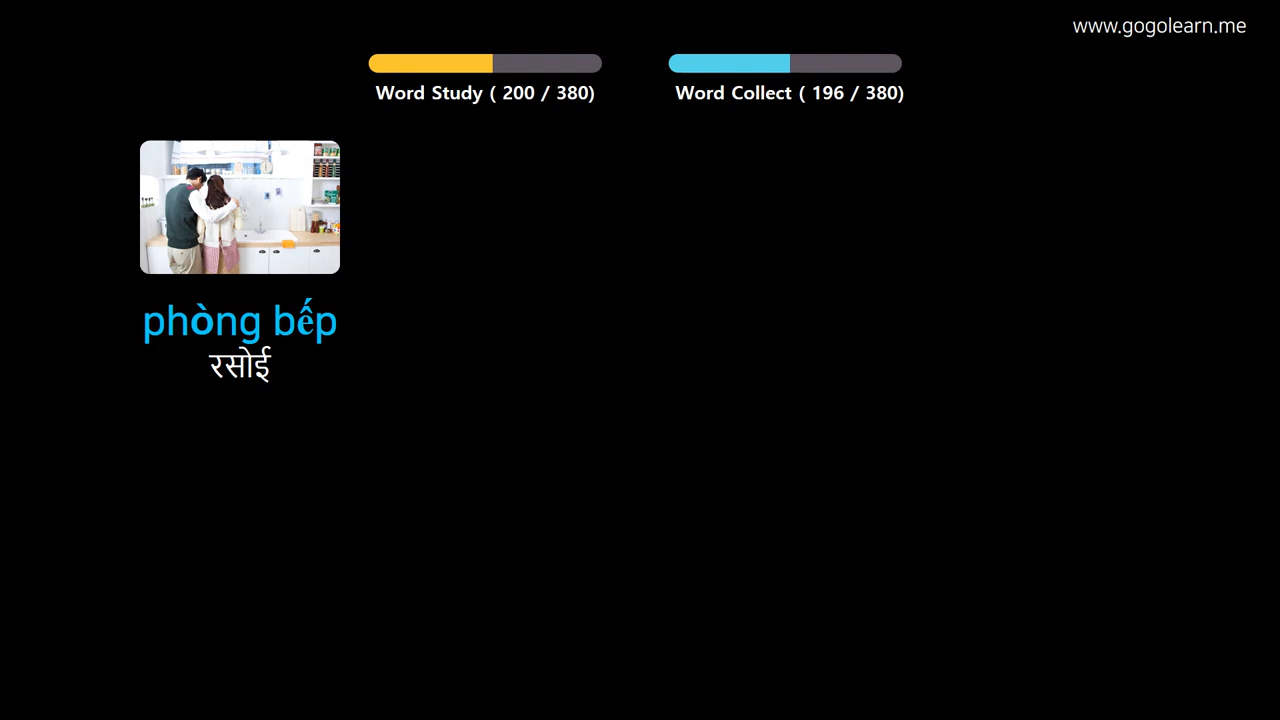 www.gogolearn.me
Word Study ( 200 / 380)
Word Collect ( 196 / 380)
phòng bếp
रसोई